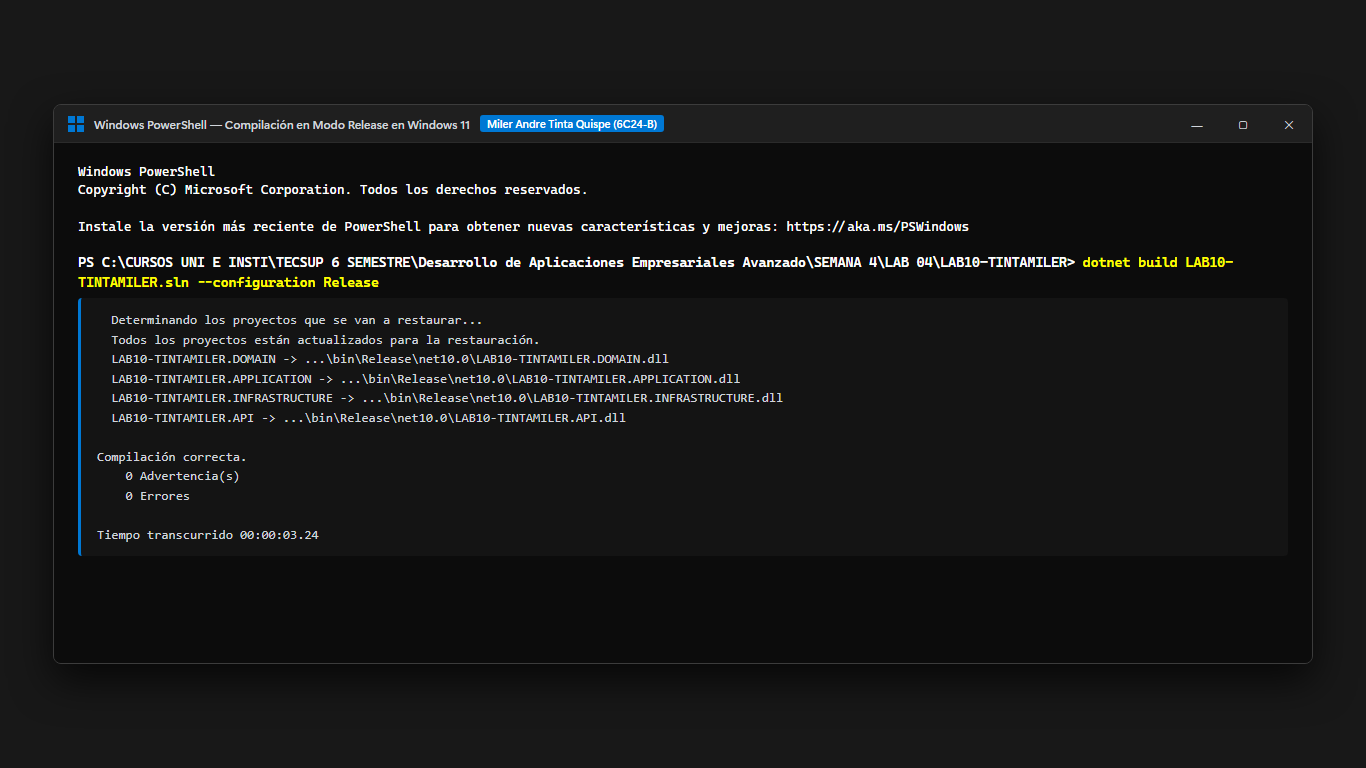 Windows PowerShell — Compilación en Modo Release en Windows 11 Miler Andre Tinta Quispe (6C24-B)
Windows PowerShell
Copyright (C) Microsoft Corporation. Todos los derechos reservados.
Instale la versión más reciente de PowerShell para obtener nuevas características y mejoras: https://aka.ms/PSWindows
PS C:\CURSOS UNI E INSTI\TECSUP 6 SEMESTRE\Desarrollo de Aplicaciones Empresariales Avanzado\SEMANA 4\LAB 04\LAB10-TINTAMILER> dotnet build LAB10-
TINTAMILER.sln --configuration Release
Determinando los proyectos que se van a restaurar...
Todos los proyectos están actualizados para la restauración.
LAB10-TINTAMILER.DOMAIN -> ...\bin\Release\net10.0\LAB10-TINTAMILER.DOMAIN.dll
LAB10-TINTAMILER.APPLICATION -> ...\bin\Release\net10.0\LAB10-TINTAMILER.APPLICATION.dll
LAB10-TINTAMILER.INFRASTRUCTURE -> ...\bin\Release\net10.0\LAB10-TINTAMILER.INFRASTRUCTURE.dll
LAB10-TINTAMILER.API -> ...\bin\Release\net10.0\LAB10-TINTAMILER.API.dll
Compilación correcta.
0 Advertencia(s)
0 Errores
Tiempo transcurrido 00:00:03.24